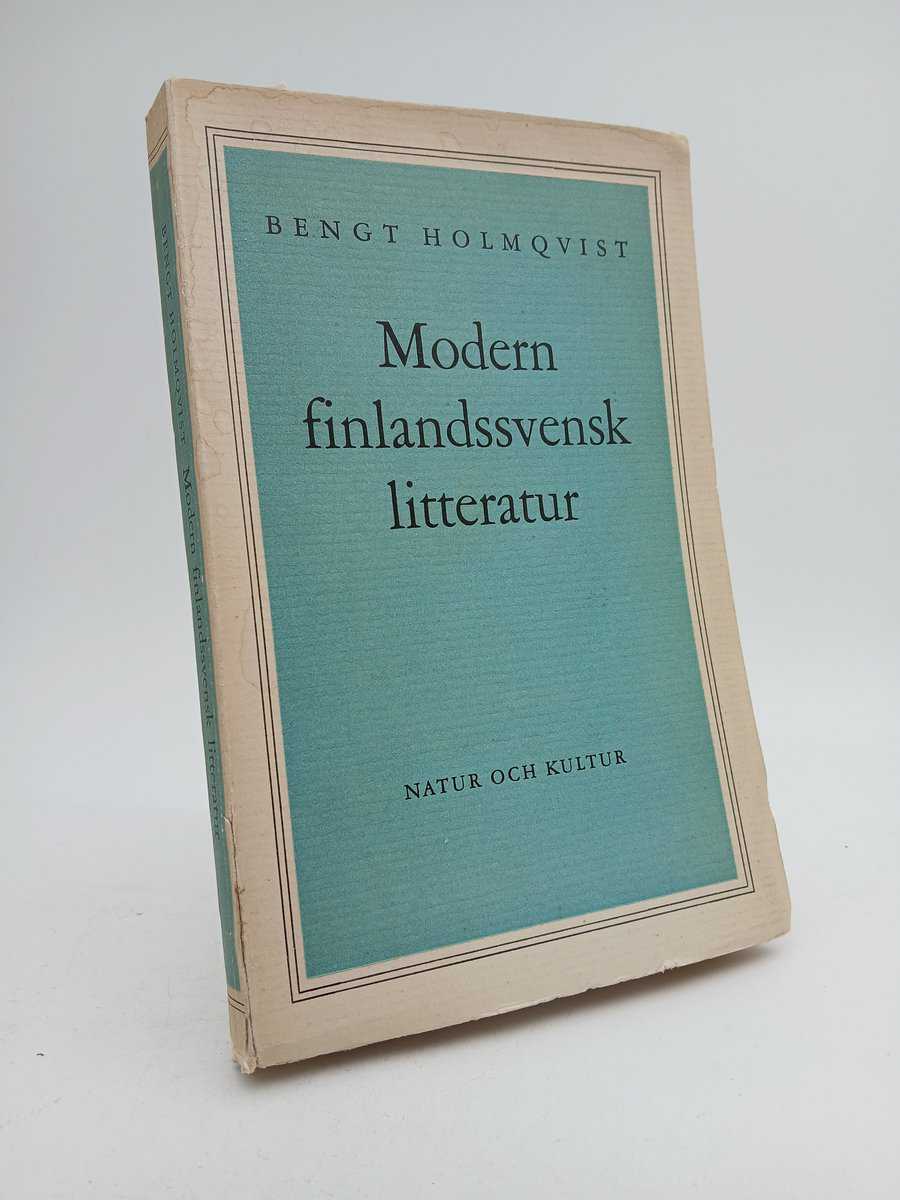 BENGT HOLMQVIST
Modern
finlandssvensk
litteratur
NATUR OCH KULTUR
BENGT HOLMQVIST Modern finlandssvensk litteratur